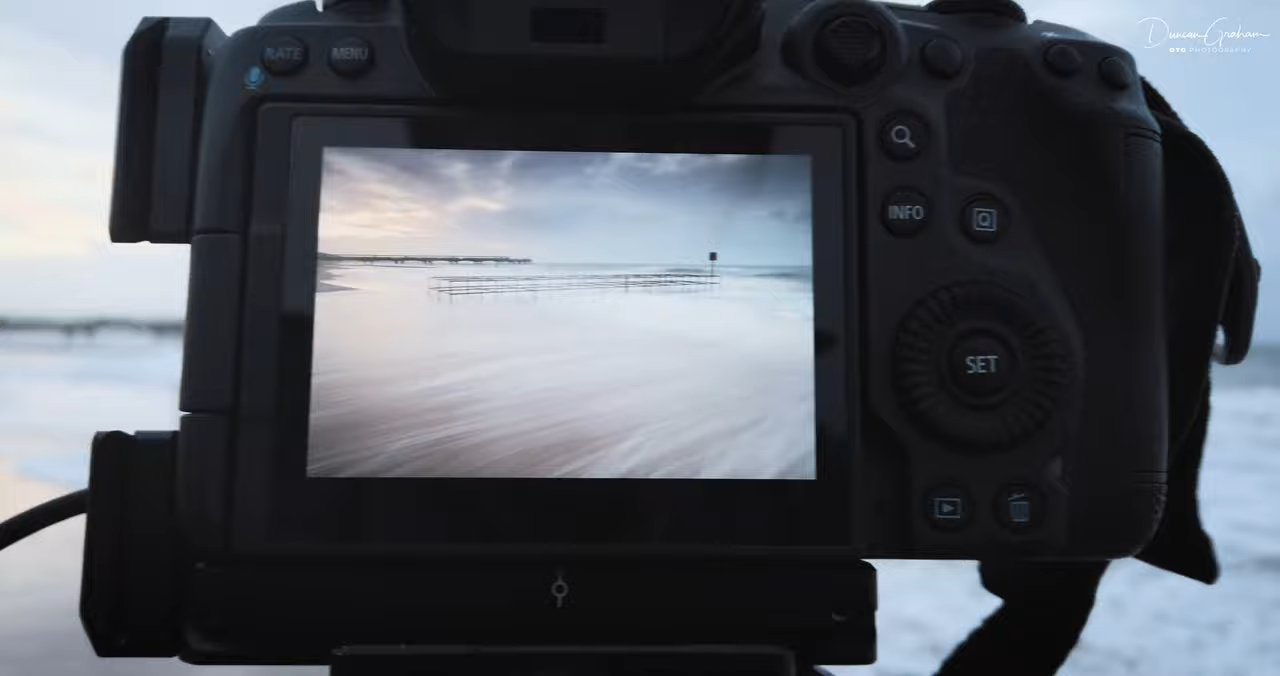 Duncan Graham
DTG PHOTOGRAPHY
RATE
MENU
INFO
Q
SET